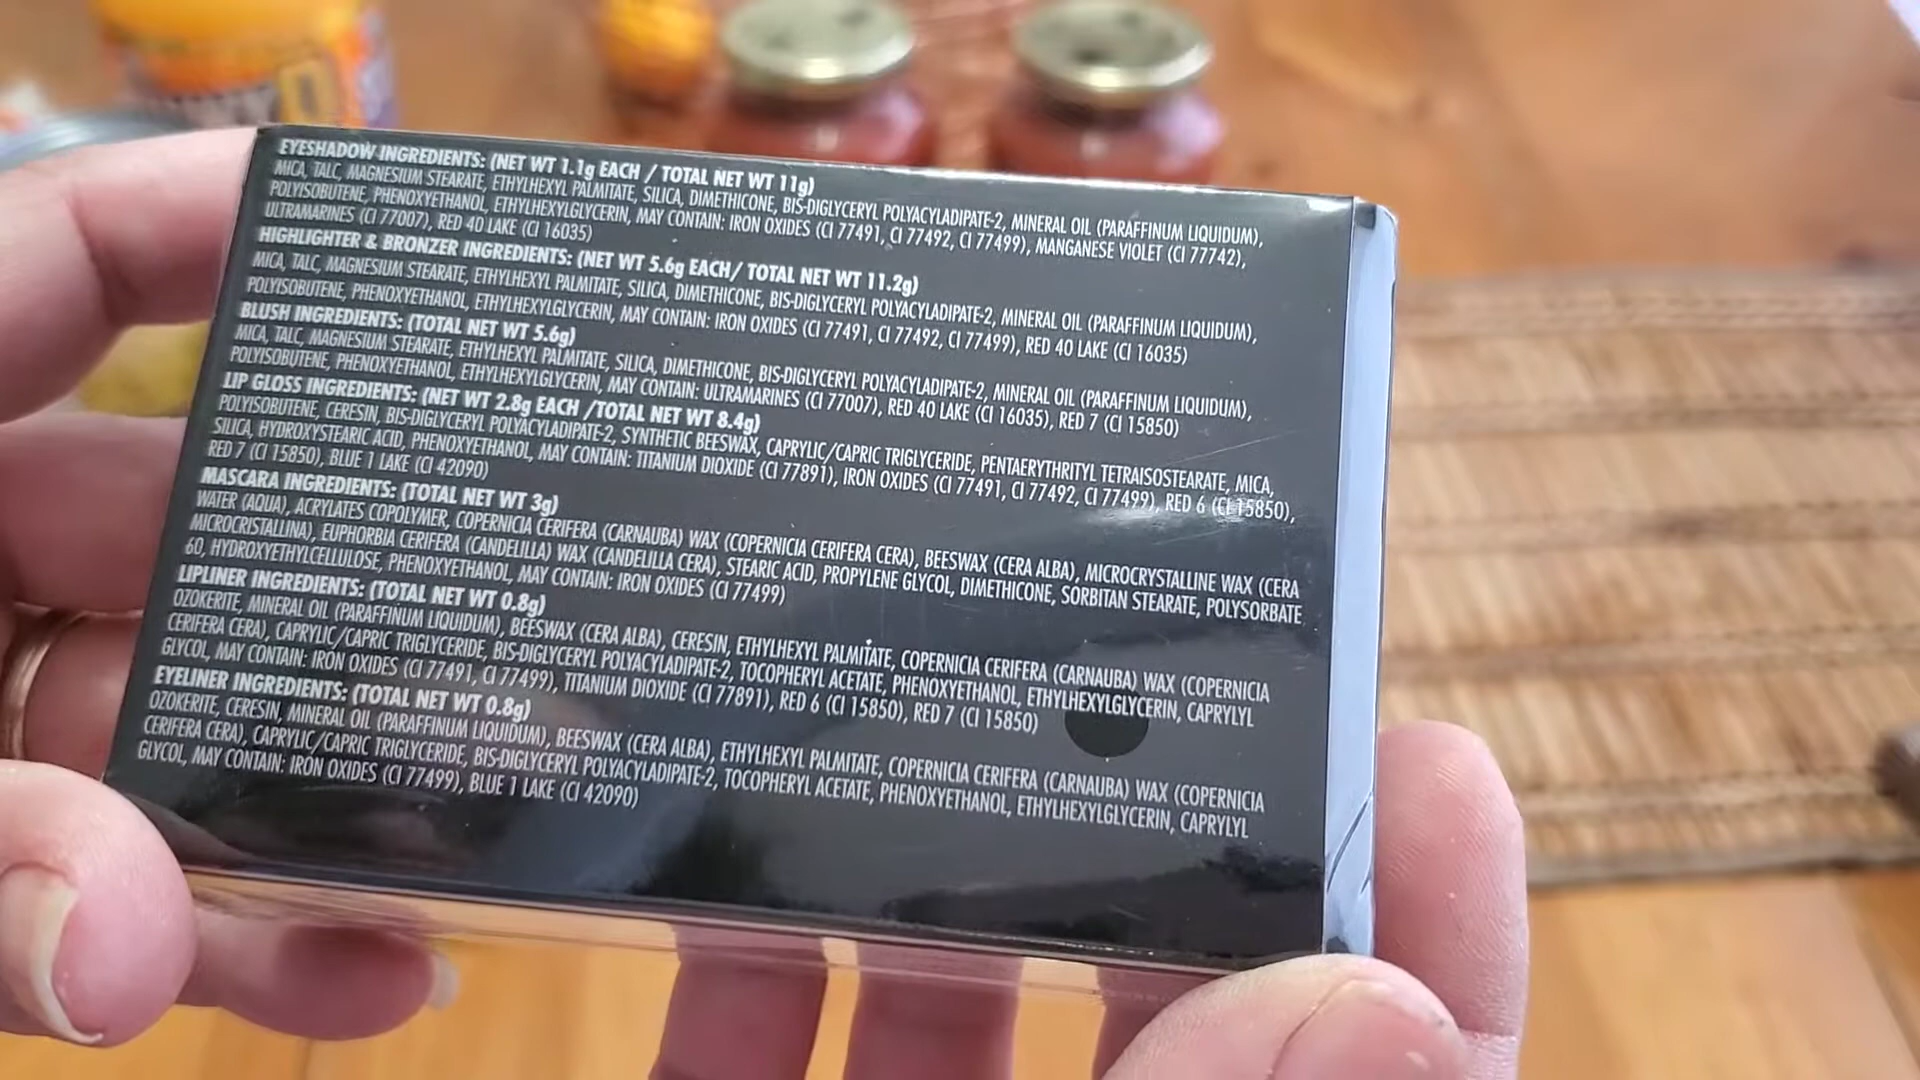 EYESHADOW INGREDIENTS: (NET WT 1.1g EACH / TOTAL NET WT 11g)
MICA, TALC, MAGNESIUM STEARATE, ETHYLHEXYL PALMITATE, SILICA, DIMETHICONE, BIS-DIGLYCERYL POLYACYLADIPATE-2, MINERAL OIL (PARAFFINUM LIQUIDUM),
POLYISOBUTENE, PHENOXYETHANOL, ETHYLHEXYLGLYCERIN, MAY CONTAIN: IRON OXIDES (CI 77491, CI 77492, CI 77499), MANGANESE VIOLET (CI 77742),
ULTRAMARINES (CI 77007), RED 40 LAKE (CI 16035)
HIGHLIGHTER & BRONZER INGREDIENTS: (NET WT 5.6g EACH/ TOTAL NET WT 11.2g)
MICA, TALC, MAGNESIUM STEARATE, ETHYLHEXYL PALMITATE, SILICA, DIMETHICONE, BIS-DIGLYCERYL POLYACYLADIPATE-2, MINERAL OIL (PARAFFINUM LIQUIDUM),
POLYISOBUTENE, PHENOXYETHANOL, ETHYLHEXYLGLYCERIN, MAY CONTAIN: IRON OXIDES (CI 77491, CI 77492, CI 77499), RED 40 LAKE (CI 16035)
BLUSH INGREDIENTS: (TOTAL NET WT 5.6g)
MICA, TALC, MAGNESIUM STEARATE, ETHYLHEXYL PALMITATE, SILICA, DIMETHICONE, BIS-DIGLYCERYL POLYACYLADIPATE-2, MINERAL OIL (PARAFFINUM LIQUIDUM),
POLYISOBUTENE, PHENOXYETHANOL, ETHYLHEXYLGLYCERIN, MAY CONTAIN: ULTRAMARINES (CI 77007), RED 40 LAKE (CI 16035), RED 7 (CI 15850)
LIP GLOSS INGREDIENTS: (NET WT 2.8g EACH /TOTAL NET WT 8.4g)
POLYISOBUTENE, CERESIN, BIS-DIGLYCERYL POLYACYLADIPATE-2, SYNTHETIC BEESWAX, CAPRYLIC/CAPRIC TRIGLYCERIDE, PENTAERYTHRITYL TETRAISOSTEARATE, MICA,
SILICA, HYDROXYSTEARIC ACID, PHENOXYETHANOL, MAY CONTAIN: TITANIUM DIOXIDE (CI 77891), IRON OXIDES (CI 77491, CI 77492, CI 77499), RED 6 (CI 15850),
RED 7 (CI 15850), BLUE 1 LAKE (CI 42090)
MASCARA INGREDIENTS: (TOTAL NET WT 3g)
WATER (AQUA), ACRYLATES COPOLYMER, COPERNICIA CERIFERA (CARNAUBA) WAX (COPERNICIA CERIFERA CERA), BEESWAX (CERA ALBA), MICROCRYSTALLINE WAX (CERA
MICROCRISTALLINA), EUPHORBIA CERIFERA (CANDELILLA) WAX (CANDELILLA CERA), STEARIC ACID, PROPYLENE GLYCOL, DIMETHICONE, SORBITAN STEARATE, POLYSORBATE
60, HYDROXYETHYLCELLULOSE, PHENOXYETHANOL, MAY CONTAIN: IRON OXIDES (CI 77499)
LIPLINER INGREDIENTS: (TOTAL NET WT 0.8g)
OZOKERITE, MINERAL OIL (PARAFFINUM LIQUIDUM), BEESWAX (CERA ALBA), CERESIN, ETHYLHEXYL PALMITATE, COPERNICIA CERIFERA (CARNAUBA) WAX (COPERNICIA
CERIFERA CERA), CAPRYLIC/CAPRIC TRIGLYCERIDE, BIS-DIGLYCERYL POLYACYLADIPATE-2, TOCOPHERYL ACETATE, PHENOXYETHANOL, ETHYLHEXYLGLYCERIN, CAPRYLYL
GLYCOL, MAY CONTAIN: IRON OXIDES (CI 77491, CI 77499), TITANIUM DIOXIDE (CI 77891), RED 6 (CI 15850), RED 7 (CI 15850)
EYELINER INGREDIENTS: (TOTAL NET WT 0.8g)
OZOKERITE, CERESIN, MINERAL OIL (PARAFFINUM LIQUIDUM), BEESWAX (CERA ALBA), ETHYLHEXYL PALMITATE, COPERNICIA CERIFERA (CARNAUBA) WAX (COPERNICIA
CERIFERA CERA), CAPRYLIC/CAPRIC TRIGLYCERIDE, BIS-DIGLYCERYL POLYACYLADIPATE-2, TOCOPHERYL ACETATE, PHENOXYETHANOL, ETHYLHEXYLGLYCERIN, CAPRYLYL
GLYCOL, MAY CONTAIN: IRON OXIDES (CI 77499), BLUE 1 LAKE (CI 42090)